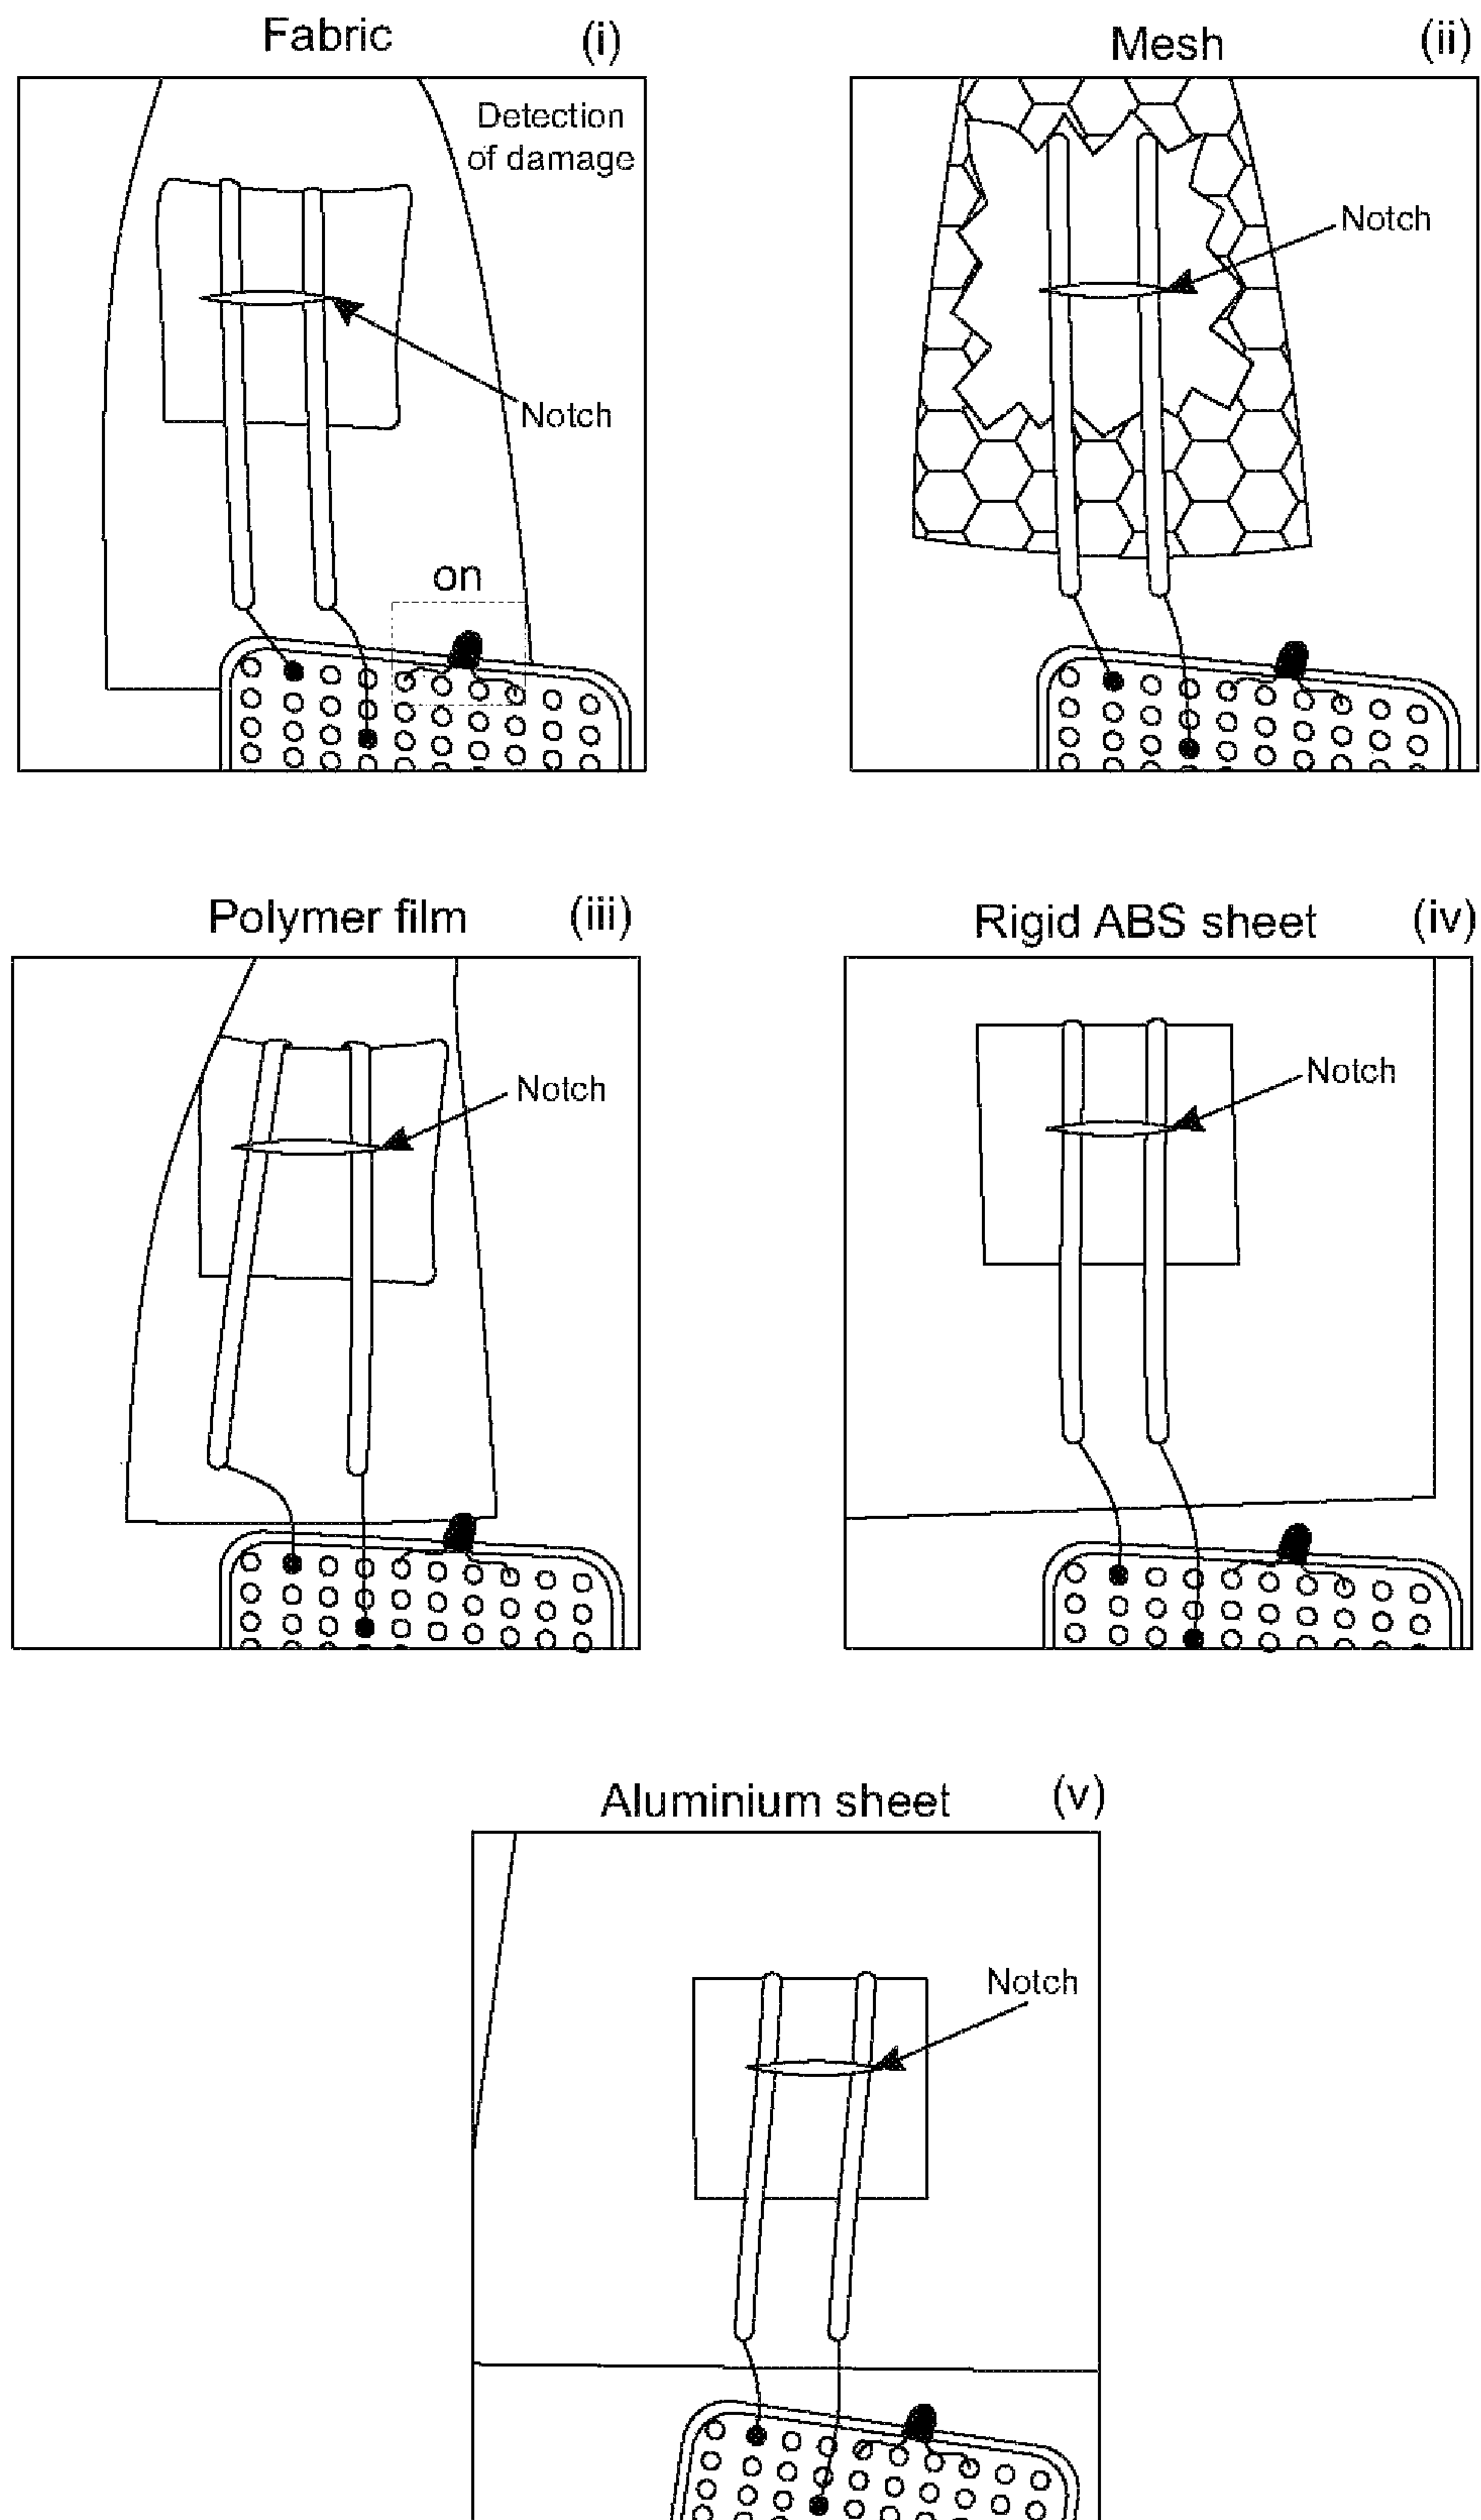 Fabric (i)
Detection
of damage
Notch
on
Mesh (ii)
Notch
Polymer film (iii)
Notch
Rigid ABS sheet (iv)
Notch
Aluminium sheet (v)
Notch